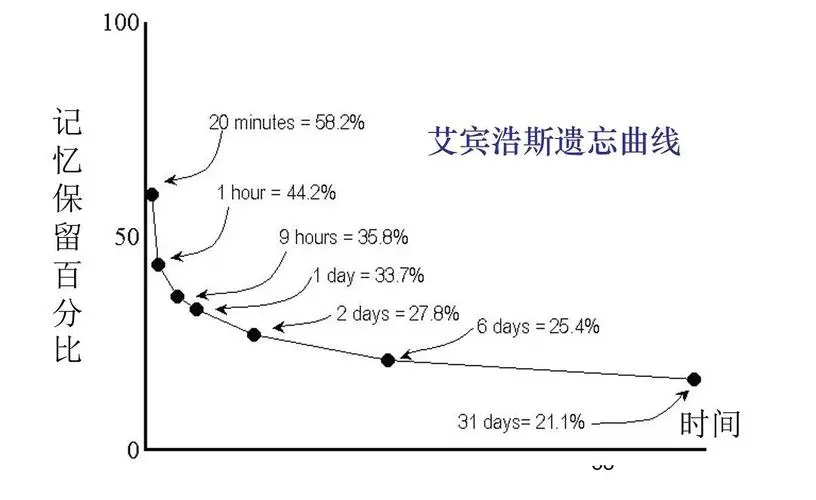 100
20 minutes = 58.2%
艾宾浩斯遗忘曲线
1 hour = 44.2%
记忆保留百分比
50
9 hours = 35.8%
1 day = 33.7%
2 days = 27.8%
6 days = 25.4%
31 days= 21.1%
时间
0